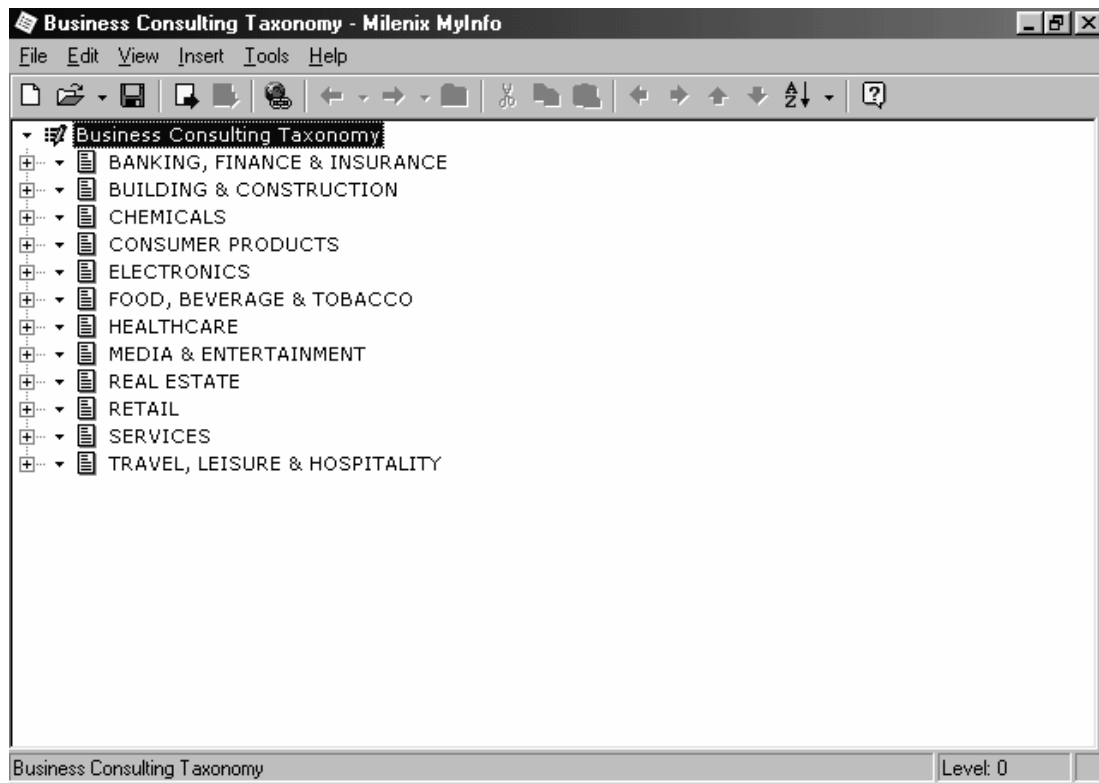 Business Consulting Taxonomy - Milenix MyInfo
File Edit View Insert Tools Help
Business Consulting Taxonomy
BANKING, FINANCE & INSURANCE
BUILDING & CONSTRUCTION
CHEMICALS
CONSUMER PRODUCTS
ELECTRONICS
FOOD, BEVERAGE & TOBACCO
HEALTHCARE
MEDIA & ENTERTAINMENT
REAL ESTATE
RETAIL
SERVICES
TRAVEL, LEISURE & HOSPITALITY
Business Consulting Taxonomy Level: 0